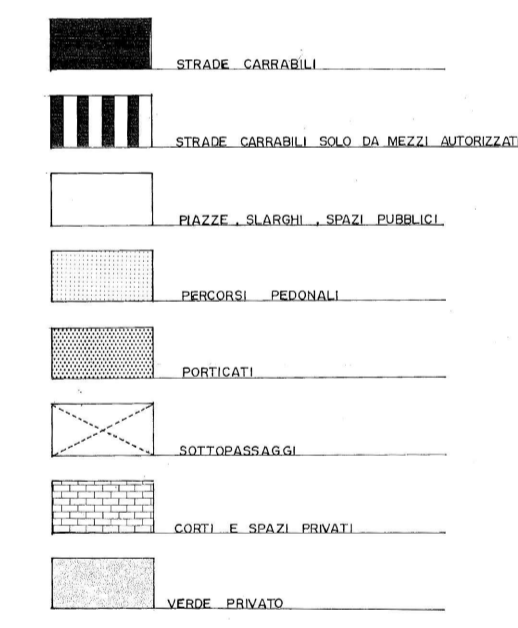 STRADE CARRABILI
STRADE CARRABILI SOLO DA MEZZI AUTORIZZATI
PIAZZE , SLARGHI , SPAZI PUBBLICI
PERCORSI PEDONALI
PORTICATI
SOTTOPASSAGGI
CORTI E SPAZI PRIVATI
VERDE PRIVATO